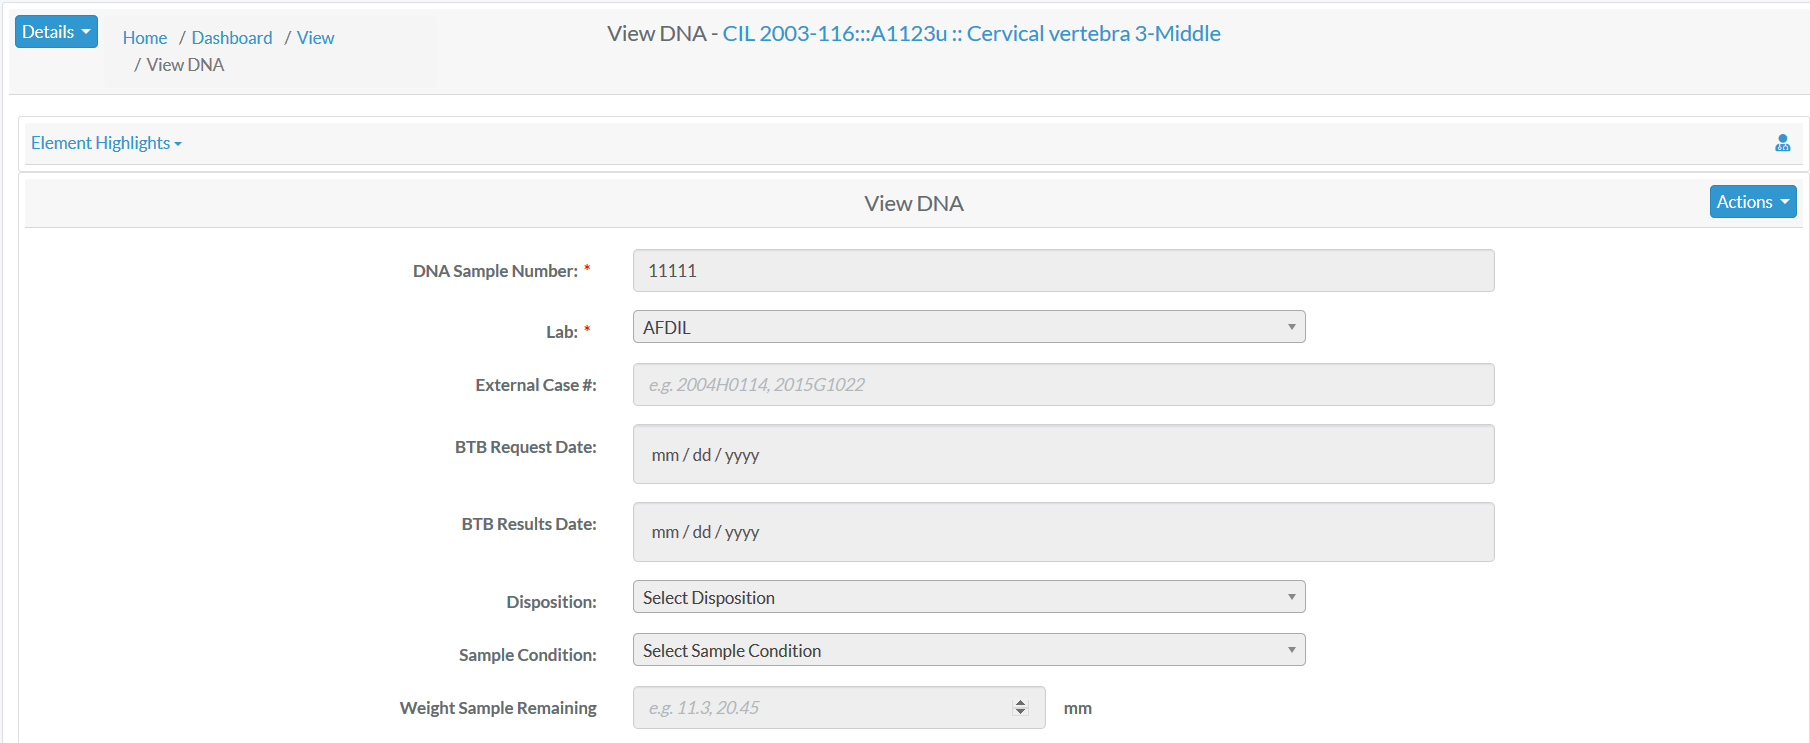 Details
Home / Dashboard / View
/ View DNA
View DNA - CIL 2003-116:::A1123u :: Cervical vertebra 3-Middle
Element Highlights
View DNA
Actions
DNA Sample Number: * 11111
Lab: * AFDIL
External Case #: e.g. 2004H0114, 2015G1022
BTB Request Date: mm / dd / yyyy
BTB Results Date: mm / dd / yyyy
Disposition: Select Disposition
Sample Condition: Select Sample Condition
Weight Sample Remaining e.g. 11.3, 20.45 mm